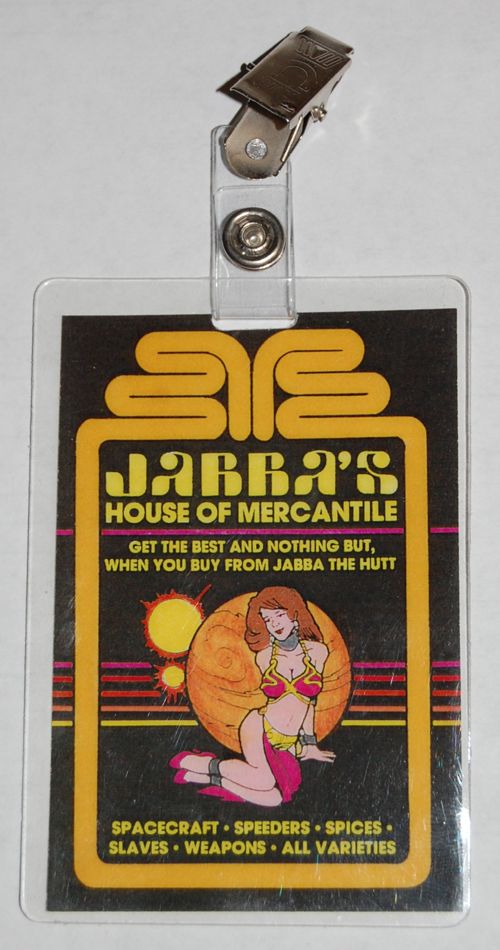 JABBA'S
HOUSE OF MERCANTILE
GET THE BEST AND NOTHING BUT,
WHEN YOU BUY FROM JABBA THE HUTT
SPACECRAFT • SPEEDERS • SPICES •
SLAVES • WEAPONS • ALL VARIETIES